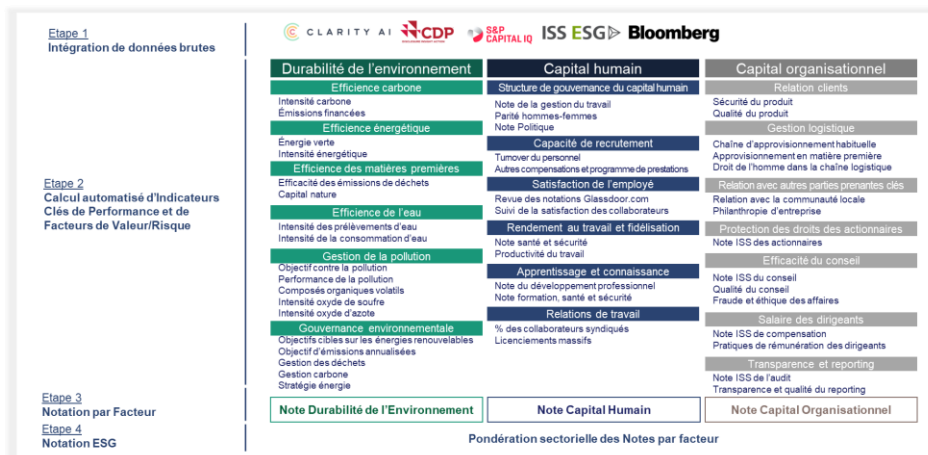 Etape 1
Intégration de données brutes
CLARITY AI
CDP
S&P
CAPITAL IQ
ISS ESG
Bloomberg
Etape 2
Calcul automatisé d'Indicateurs
Clés de Performance et de
Facteurs de Valeur/Risque
Durabilité de l'environnement
Efficience carbone
Intensité carbone
Émissions financées
Efficience énergétique
Énergie verte
Intensité énergétique
Efficience des matières premières
Efficacité des émissions de déchets
Capital nature
Efficience de l'eau
Intensité des prélèvements d'eau
Intensité de la consommation d'eau
Gestion de la pollution
Objectif contre la pollution
Performance de la pollution
Composés organiques volatils
Intensité oxyde de soufre
Intensité oxyde d'azote
Gouvernance environnementale
Objectifs cibles sur les énergies renouvelables
Objectif d'émissions annualisées
Gestion des déchets
Gestion carbone
Stratégie énergie
Capital humain
Structure de gouvernance du capital humain
Note de la gestion du travail
Parité hommes-femmes
Note Politique
Capacité de recrutement
Turnover du personnel
Autres compensations et programme de prestations
Satisfaction de l'employé
Revue des notations Glassdoor.com
Suivi de la satisfaction des collaborateurs
Rendement au travail et fidélisation
Note santé et sécurité
Productivité du travail
Apprentissage et connaissance
Note du développement professionnel
Note formation, santé et sécurité
Relations de travail
% des collaborateurs syndiqués
Licenciements massifs
Capital organisationnel
Relation clients
Sécurité du produit
Qualité du produit
Gestion logistique
Chaîne d'approvisionnement habituelle
Approvisionnement en matière première
Droit de l'homme dans la chaîne logistique
Relation avec autres parties prenantes clés
Relation avec la communauté locale
Philanthropie d'entreprise
Protection des droits des actionnaires
Note ISS des actionnaires
Efficacité du conseil
Note ISS du conseil
Qualité du conseil
Fraude et éthique des affaires
Salaire des dirigeants
Note ISS de compensation
Pratiques de rémunération des dirigeants
Transparence et reporting
Note ISS de l'audit
Transparence et qualité du reporting
Etape 3
Notation par Facteur
Note Durabilité de l'Environnement
Note Capital Humain
Note Capital Organisationnel
Etape 4
Notation ESG
Pondération sectorielle des Notes par facteur